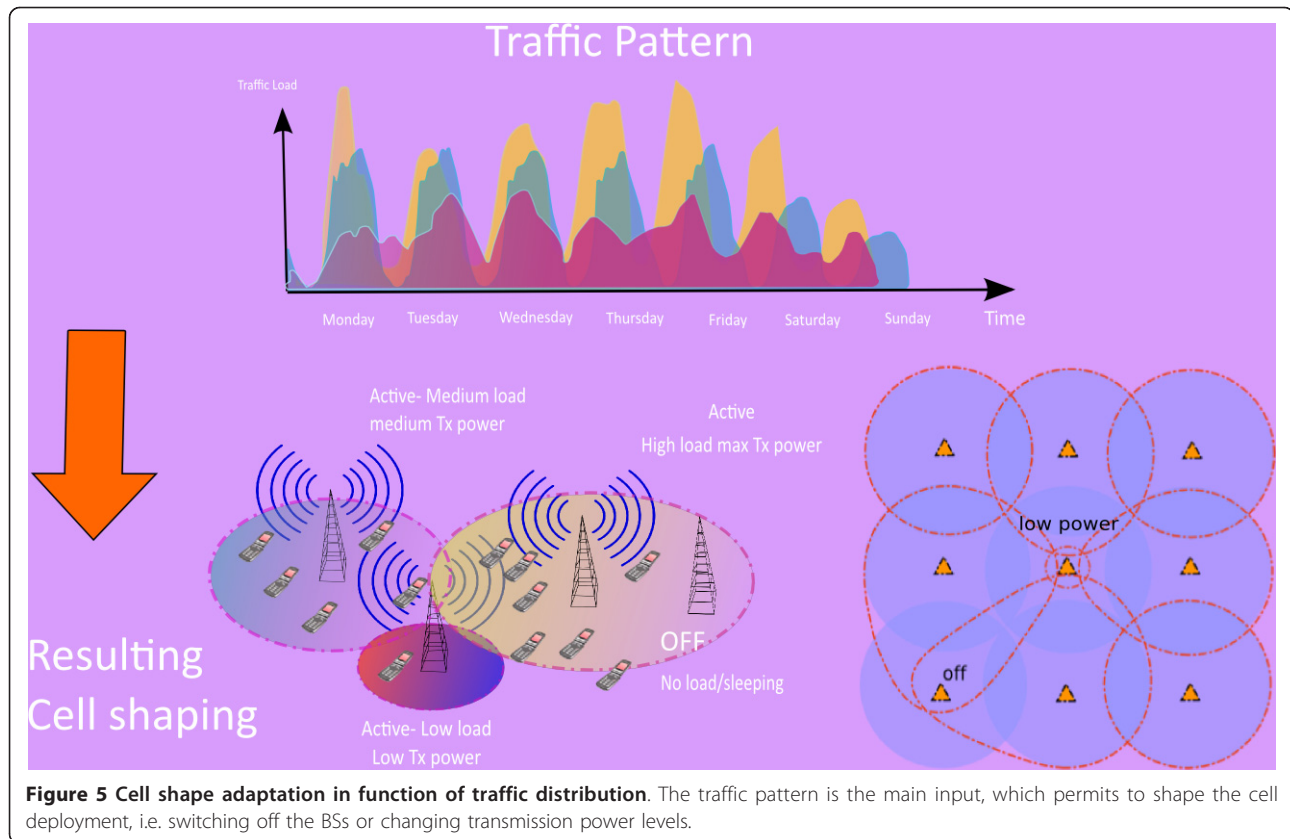 Traffic Pattern
Traffic Load
Monday
Tuesday
Wednesday
Thursday
Friday
Saturday
Sunday
Time
Active- Medium load
medium Tx power
Active
High load max Tx power
low power
OFF
No load/sleeping
off
Resulting
Cell shaping
Active- Low load
Low Tx power
Figure 5 Cell shape adaptation in function of traffic distribution. The traffic pattern is the main input, which permits to shape the cell
deployment, i.e. switching off the BSs or changing transmission power levels.